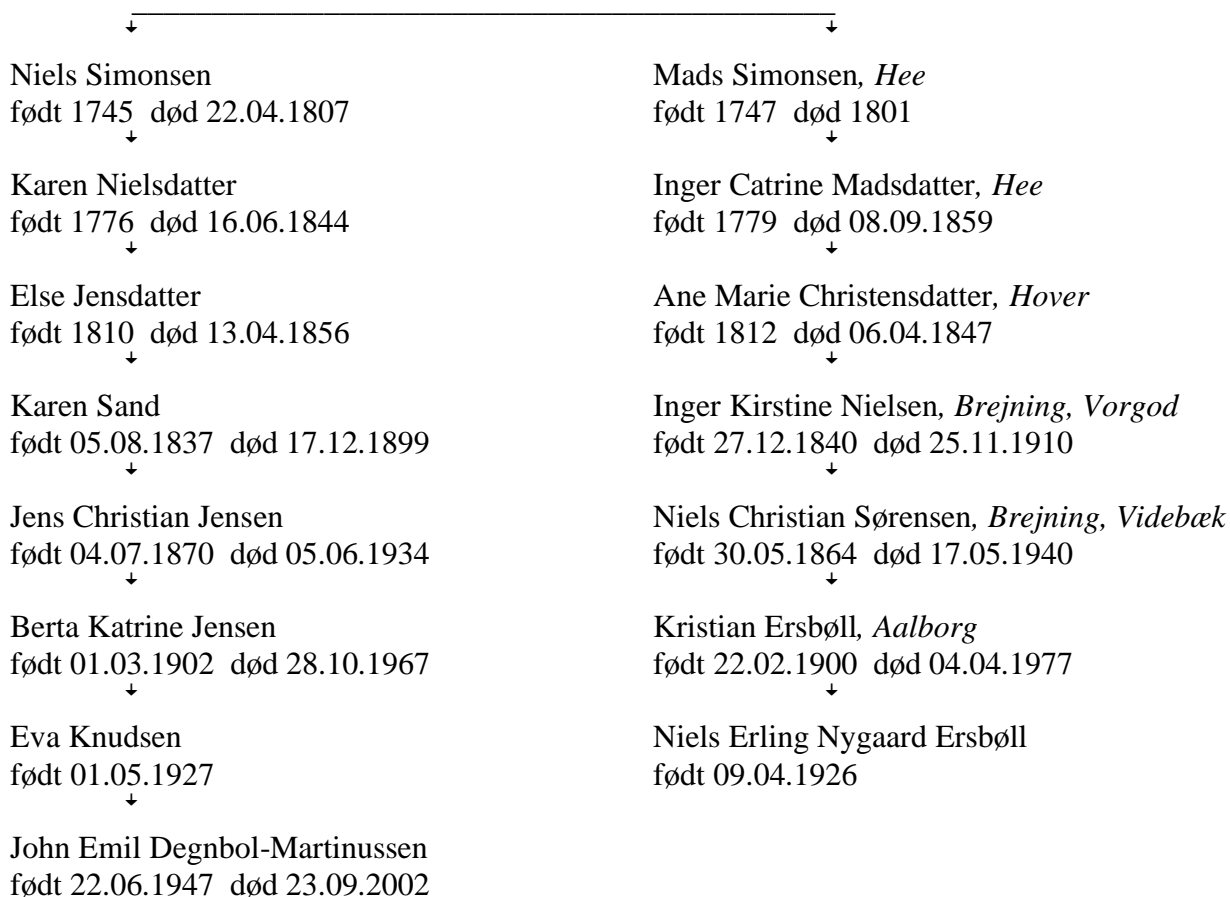 Niels Simonsen
født 1745 død 22.04.1807
Karen Nielsdatter
født 1776 død 16.06.1844
Else Jensdatter
født 1810 død 13.04.1856
Karen Sand
født 05.08.1837 død 17.12.1899
Jens Christian Jensen
født 04.07.1870 død 05.06.1934
Berta Katrine Jensen
født 01.03.1902 død 28.10.1967
Eva Knudsen
født 01.05.1927
John Emil Degnbol-Martinussen
født 22.06.1947 død 23.09.2002
Mads Simonsen, Hee
født 1747 død 1801
Inger Catrine Madsdatter, Hee
født 1779 død 08.09.1859
Ane Marie Christensdatter, Hover
født 1812 død 06.04.1847
Inger Kirstine Nielsen, Brejning, Vorgod
født 27.12.1840 død 25.11.1910
Niels Christian Sørensen, Brejning, Videbæk
født 30.05.1864 død 17.05.1940
Kristian Ersbøll, Aalborg
født 22.02.1900 død 04.04.1977
Niels Erling Nygaard Ersbøll
født 09.04.1926